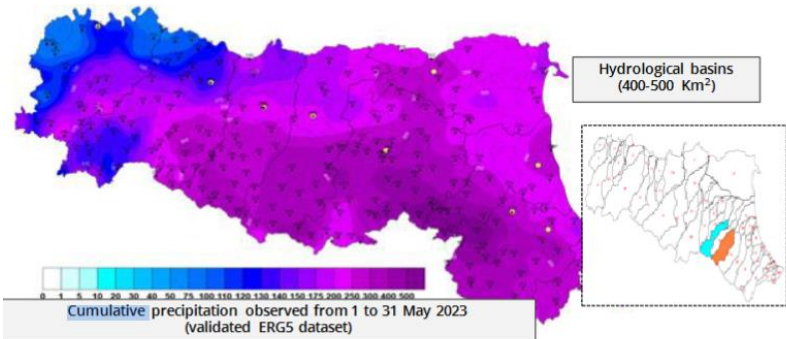 Hydrological basins
(400-500 Km²)
0 1 5 10 20 30 40 75 100 110 120 130 140 150 175 200 250 300 400 500
Cumulative precipitation observed from 1 to 31 May 2023
(validated ERG5 dataset)